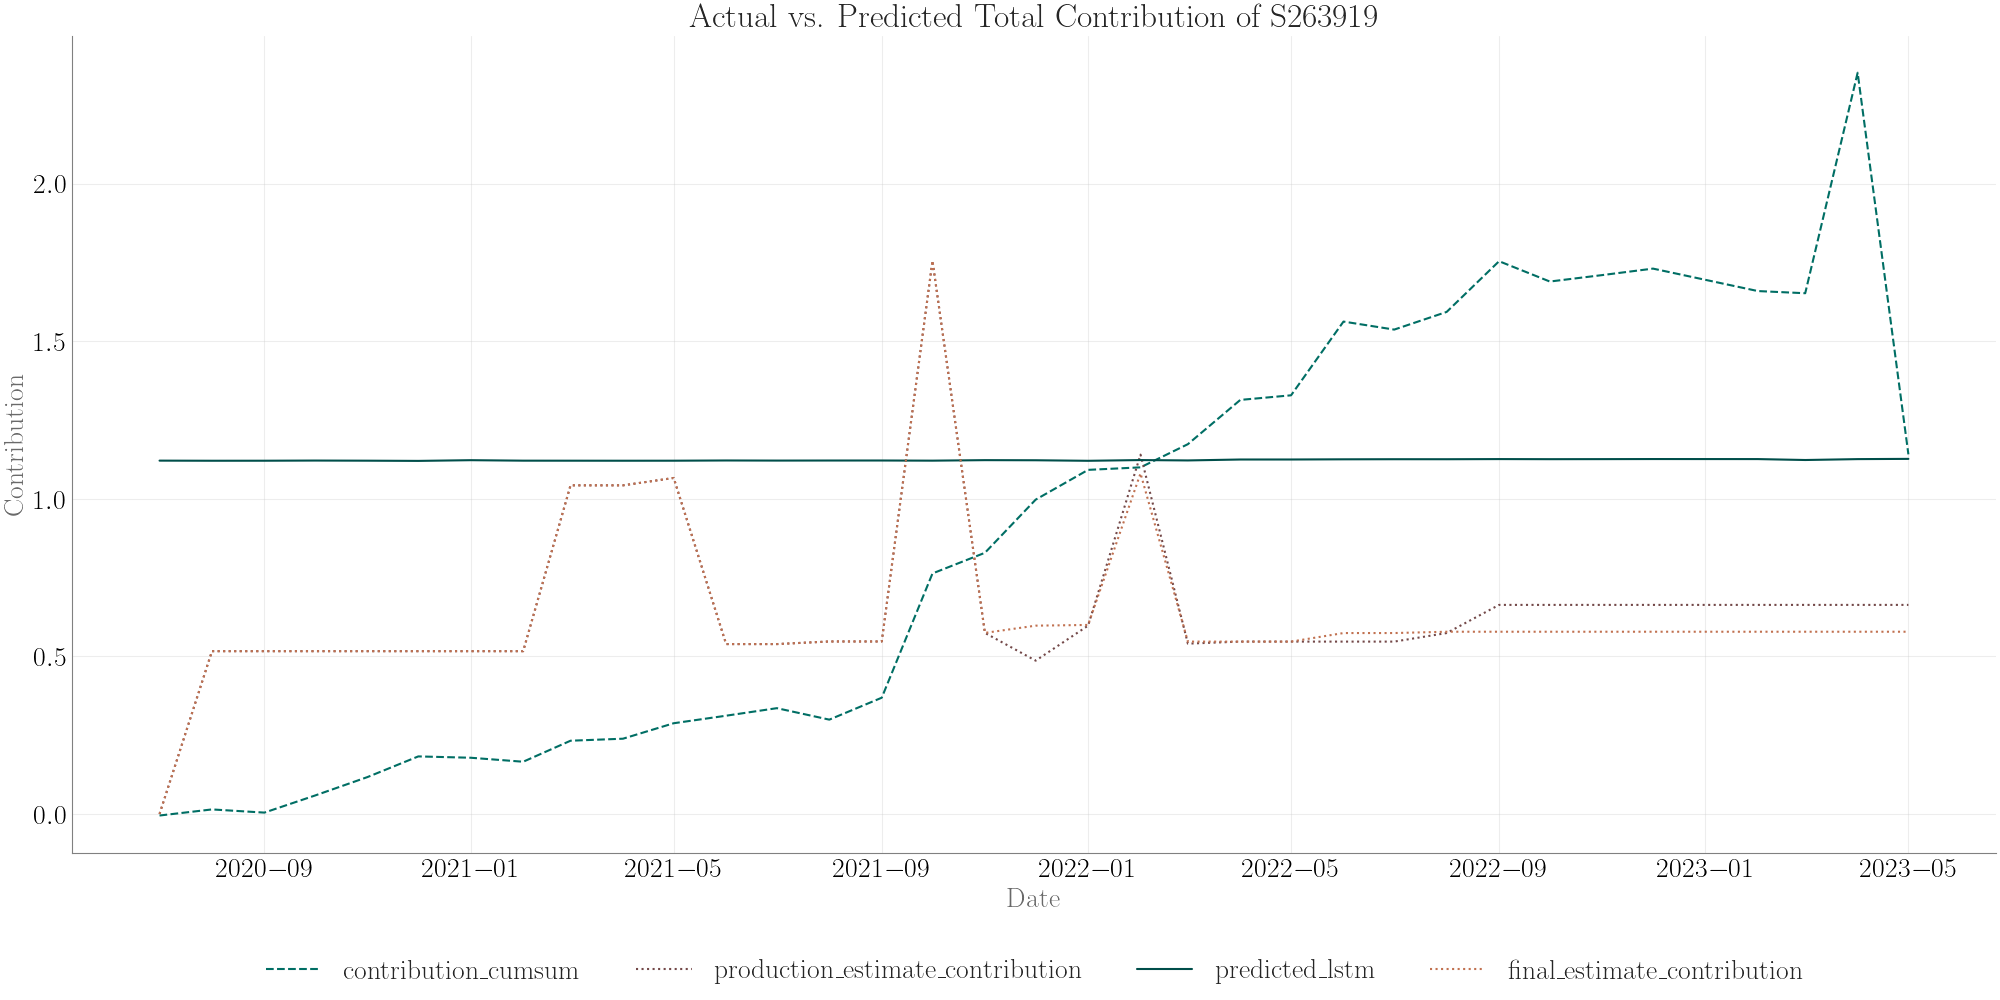 Actual vs. Predicted Total Contribution of S263919
2.0
1.5
1.0
0.5
0.0
Contribution
2020−09 2021−01 2021−05 2021−09 2022−01 2022−05 2022−09 2023−01 2023−05
Date
contribution_cumsum production_estimate_contribution predicted_lstm final_estimate_contribution